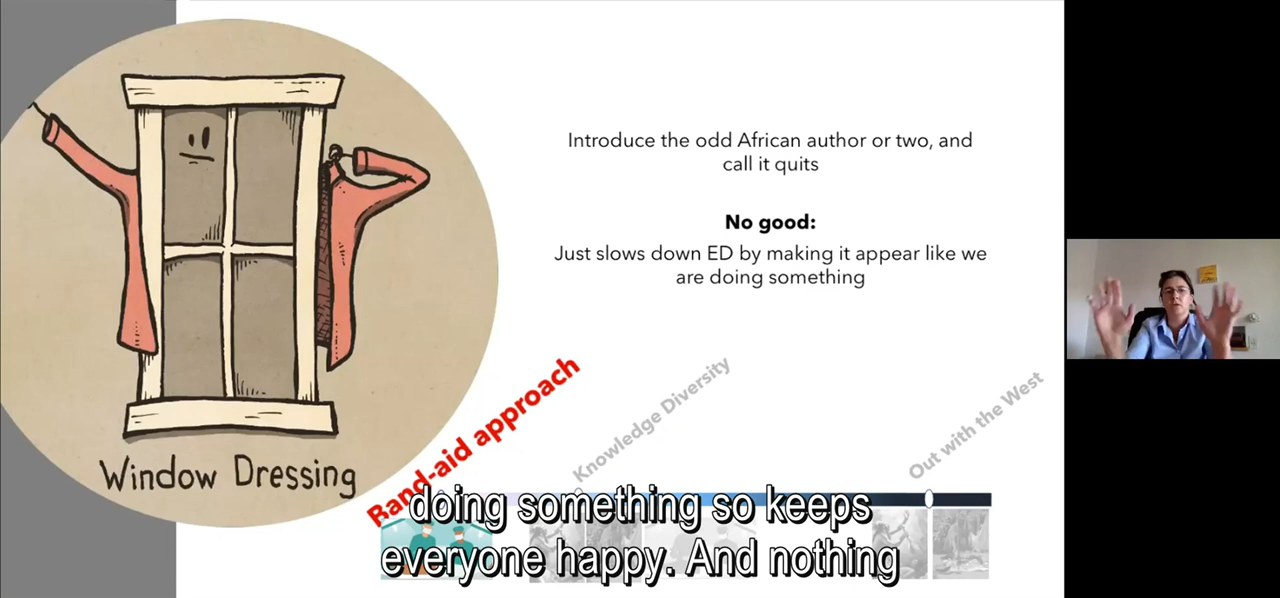 Introduce the odd African author or two, and
call it quits
No good:
Just slows down ED by making it appear like we
are doing something
Window Dressing
Band-aid approach
Knowledge Diversity
Out with the West
doing something so keeps
everyone happy. And nothing